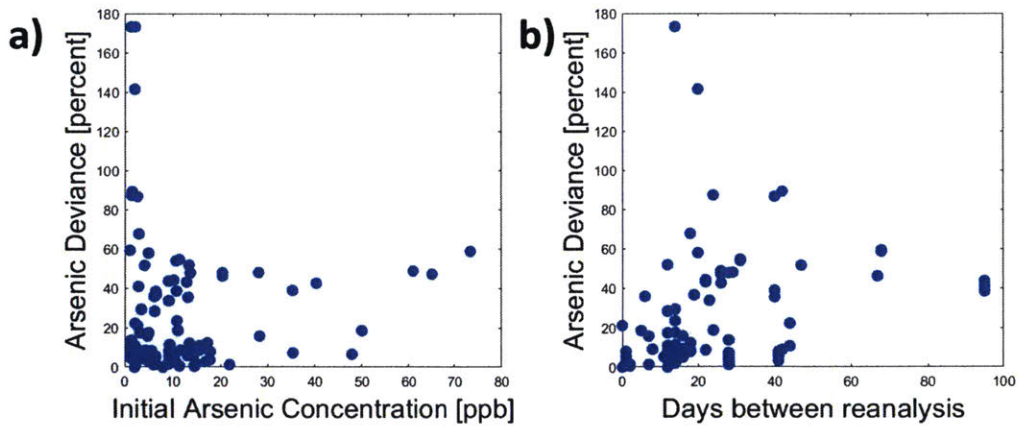 a)
Arsenic Deviance [percent]
180
160
140
120
100
80
60
40
20
0
0 10 20 30 40 50 60 70 80
Initial Arsenic Concentration [ppb]
b)
Arsenic Deviance [percent]
180
160
140
120
100
80
60
40
20
0
0 20 40 60 80 100
Days between reanalysis